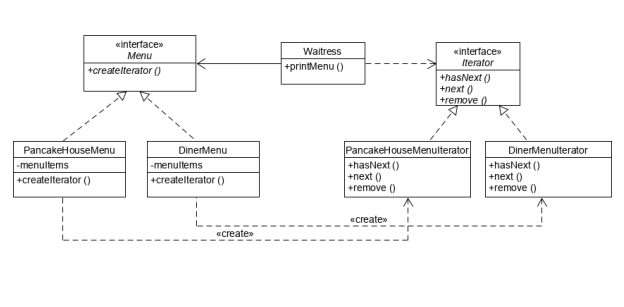 «interface»
Menu
+createIterator ()
Waitress
+printMenu ()
«interface»
Iterator
+hasNext ()
+next ()
+remove ()
PancakeHouseMenu
-menuItems
+createIterator ()
DinerMenu
-menuItems
+createIterator ()
PancakeHouseMenuIterator
+hasNext ()
+next ()
+remove ()
DinerMenuIterator
+hasNext ()
+next ()
+remove ()
«create»
«create»